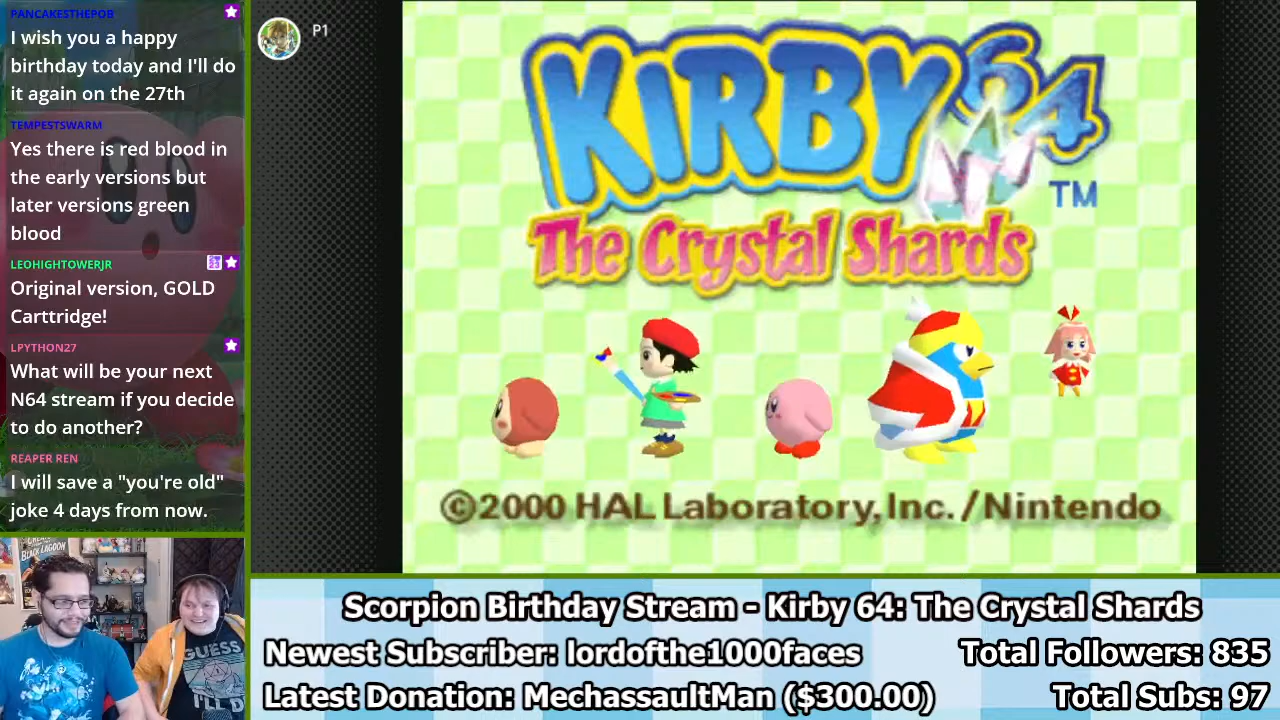 PANCAKESTHEPOB
I wish you a happy
birthday today and I'll do
it again on the 27th
TEMPESTSWARM
Yes there is red blood in
the early versions but
later versions green
blood
LEOHIGHTOWERJR
Original version, GOLD
Carttridge!
LPYTHON27
What will be your next
N64 stream if you decide
to do another?
REAPER REN
I will save a "you're old"
joke 4 days from now.
P1
KIRBY 64
TM
The Crystal Shards
©2000 HAL Laboratory, Inc. /Nintendo
BLACK LAGOON
GUESS
I'LL D
Scorpion Birthday Stream - Kirby 64: The Crystal Shards
Newest Subscriber: lordofthe1000faces
Total Followers: 835
Latest Donation: MechassaultMan ($300.00)
Total Subs: 97